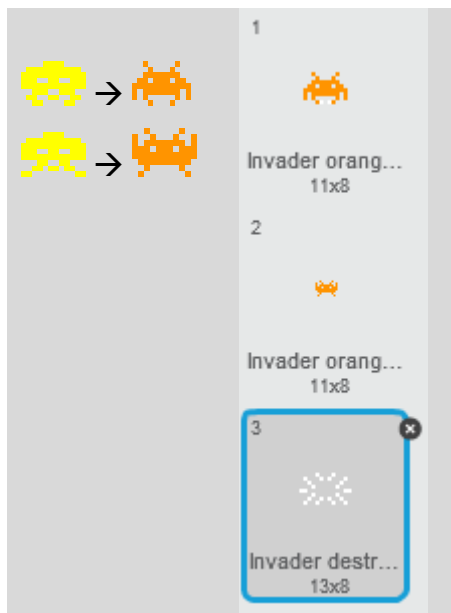 1
Invader orang...
11x8
2
Invader orang...
11x8
3
Invader destr...
13x8